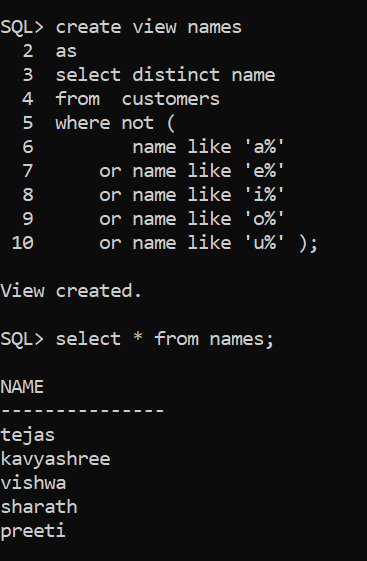 SQL> create view names
  2  as
  3  select distinct name
  4  from  customers
  5  where not (
  6         name like 'a%'
  7      or name like 'e%'
  8      or name like 'i%'
  9      or name like 'o%'
 10      or name like 'u%' );
View created.
SQL> select * from names;
NAME
---------------
tejas
kavyashree
vishwa
sharath
preeti